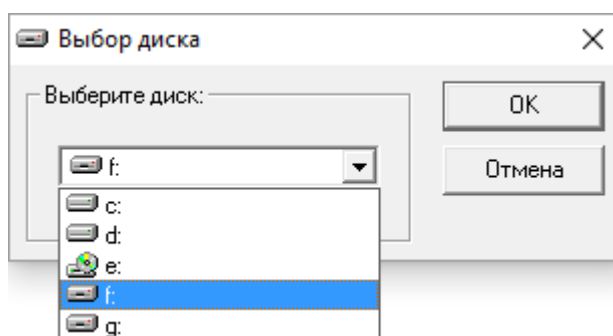 Выбор диска
Выберите диск:
OK
f:
Отмена
c:
d:
e:
f:
g: